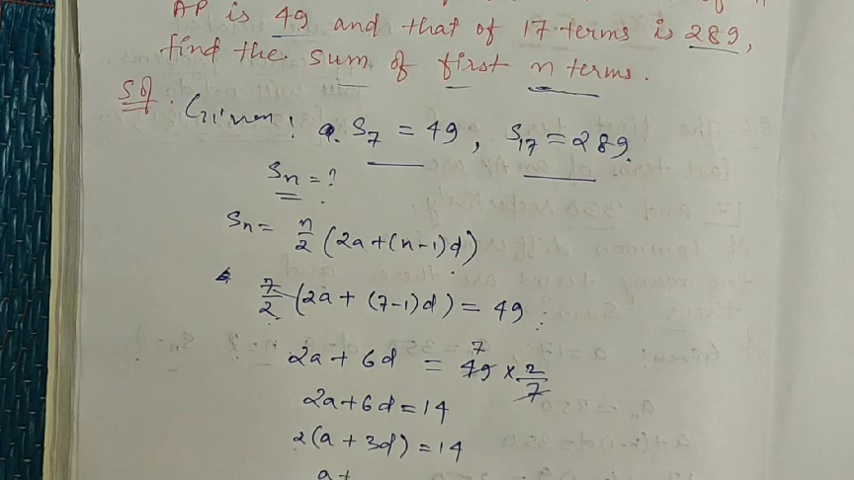 AP is 49 and that of 17 terms is 289,
find the sum of first n terms.
Sol. Given: a. S₇ = 49, S₁₇ = 289.
Sₙ = ?
Sₙ = n/2 (2a+(n-1)d)
7/2 (2a + (7-1)d) = 49
2a + 6d = 49 7 × 2/7
2a+6d = 14
2(a + 3d) = 14
a+